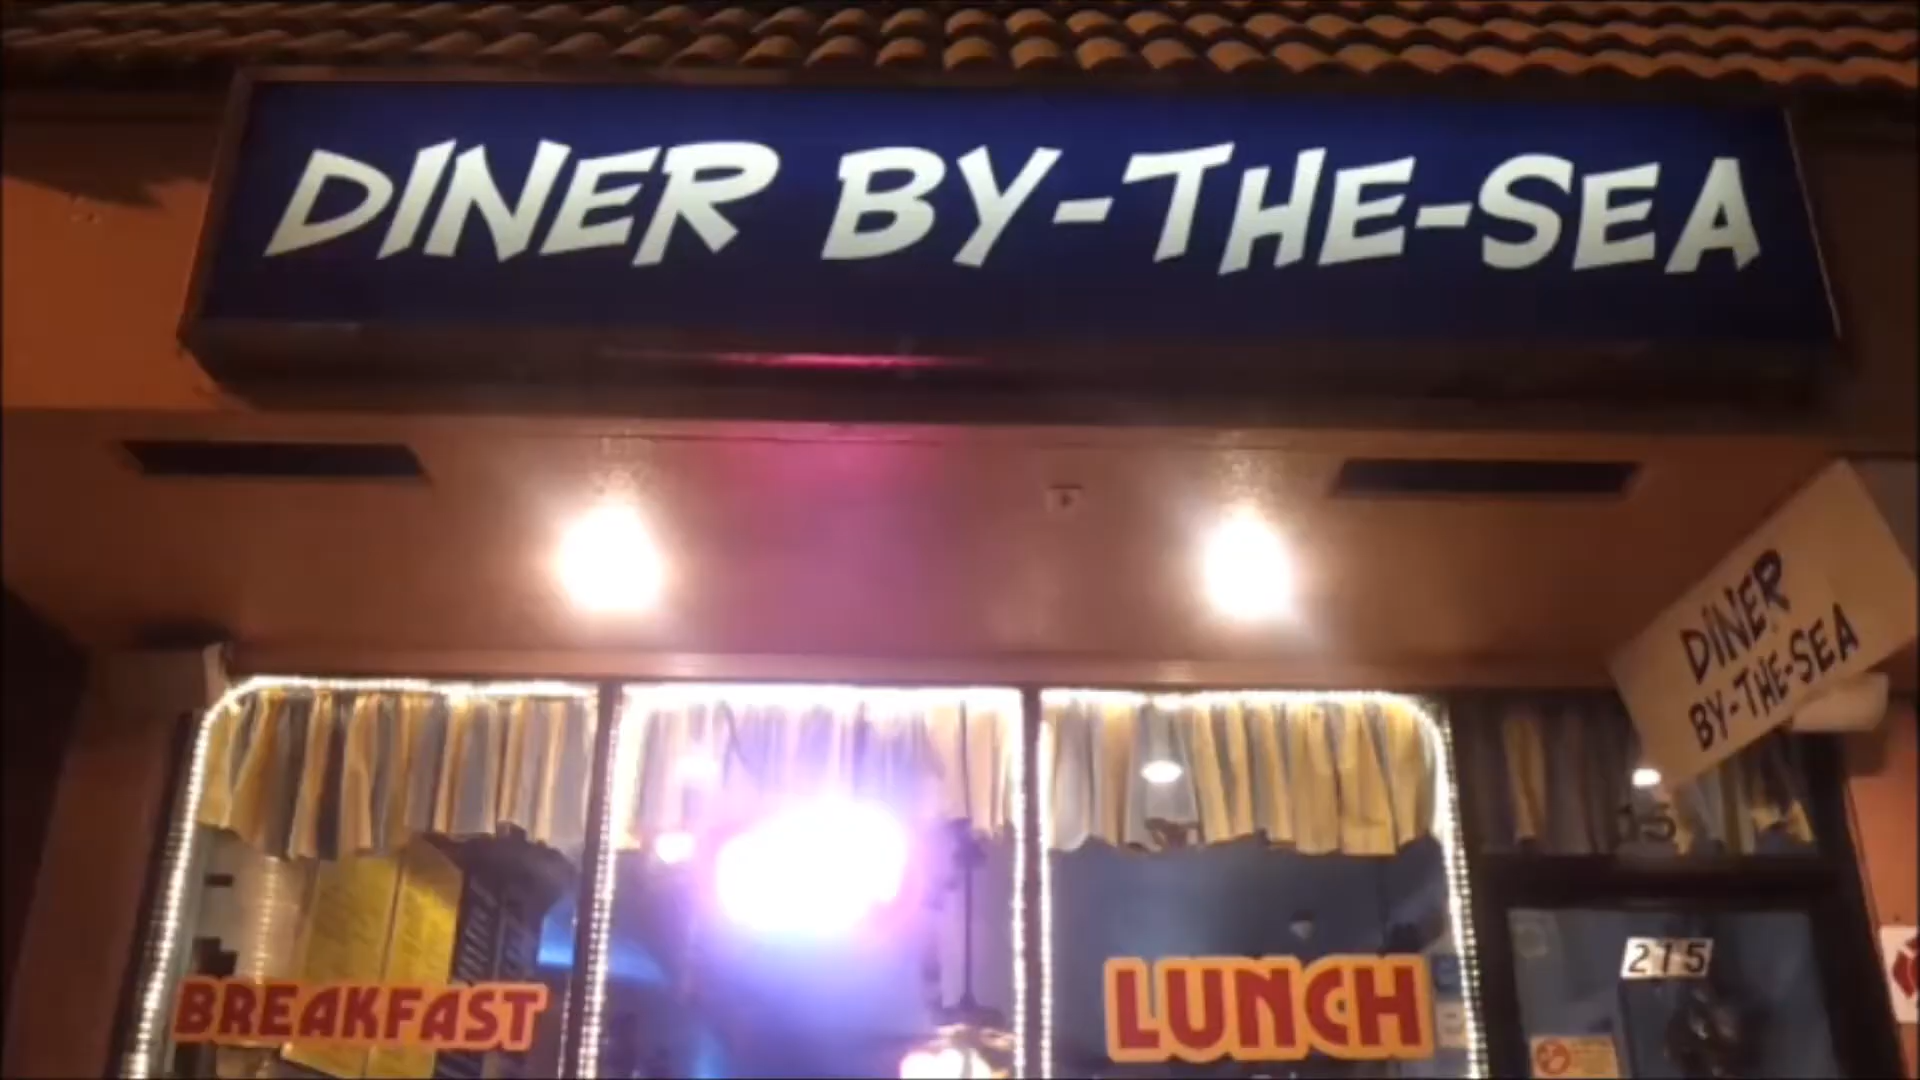 DINER BY-THE-SEA
DINER
BY-THE-SEA
215
BREAKFAST
LUNCH